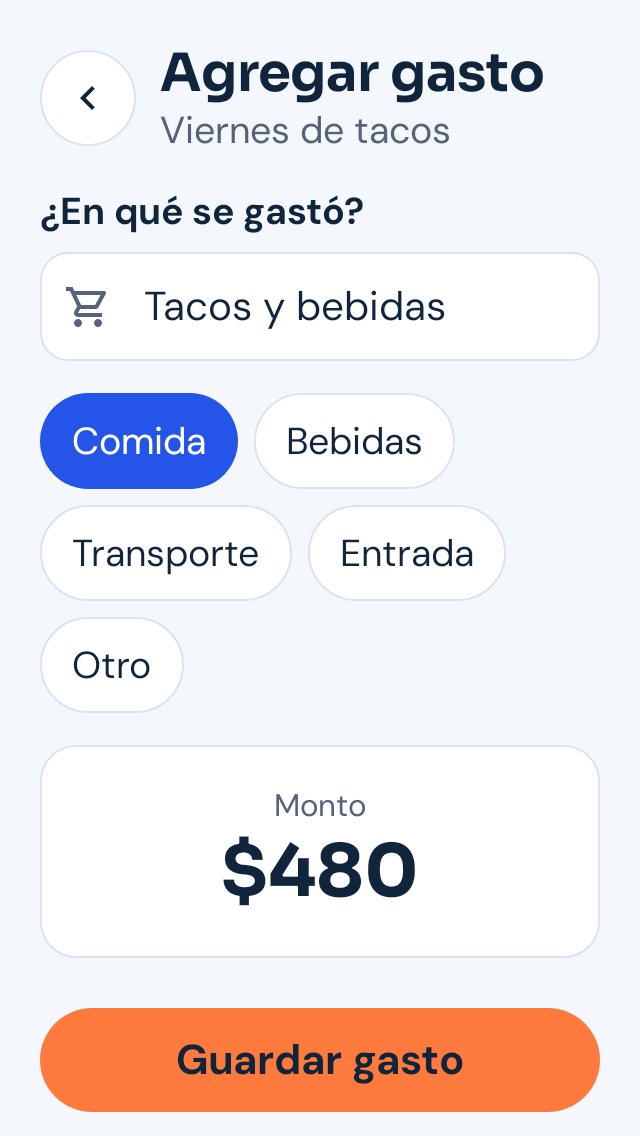 Agregar gasto
Viernes de tacos
¿En qué se gastó?
Tacos y bebidas
Comida
Bebidas
Transporte
Entrada
Otro
Monto
$480
Guardar gasto